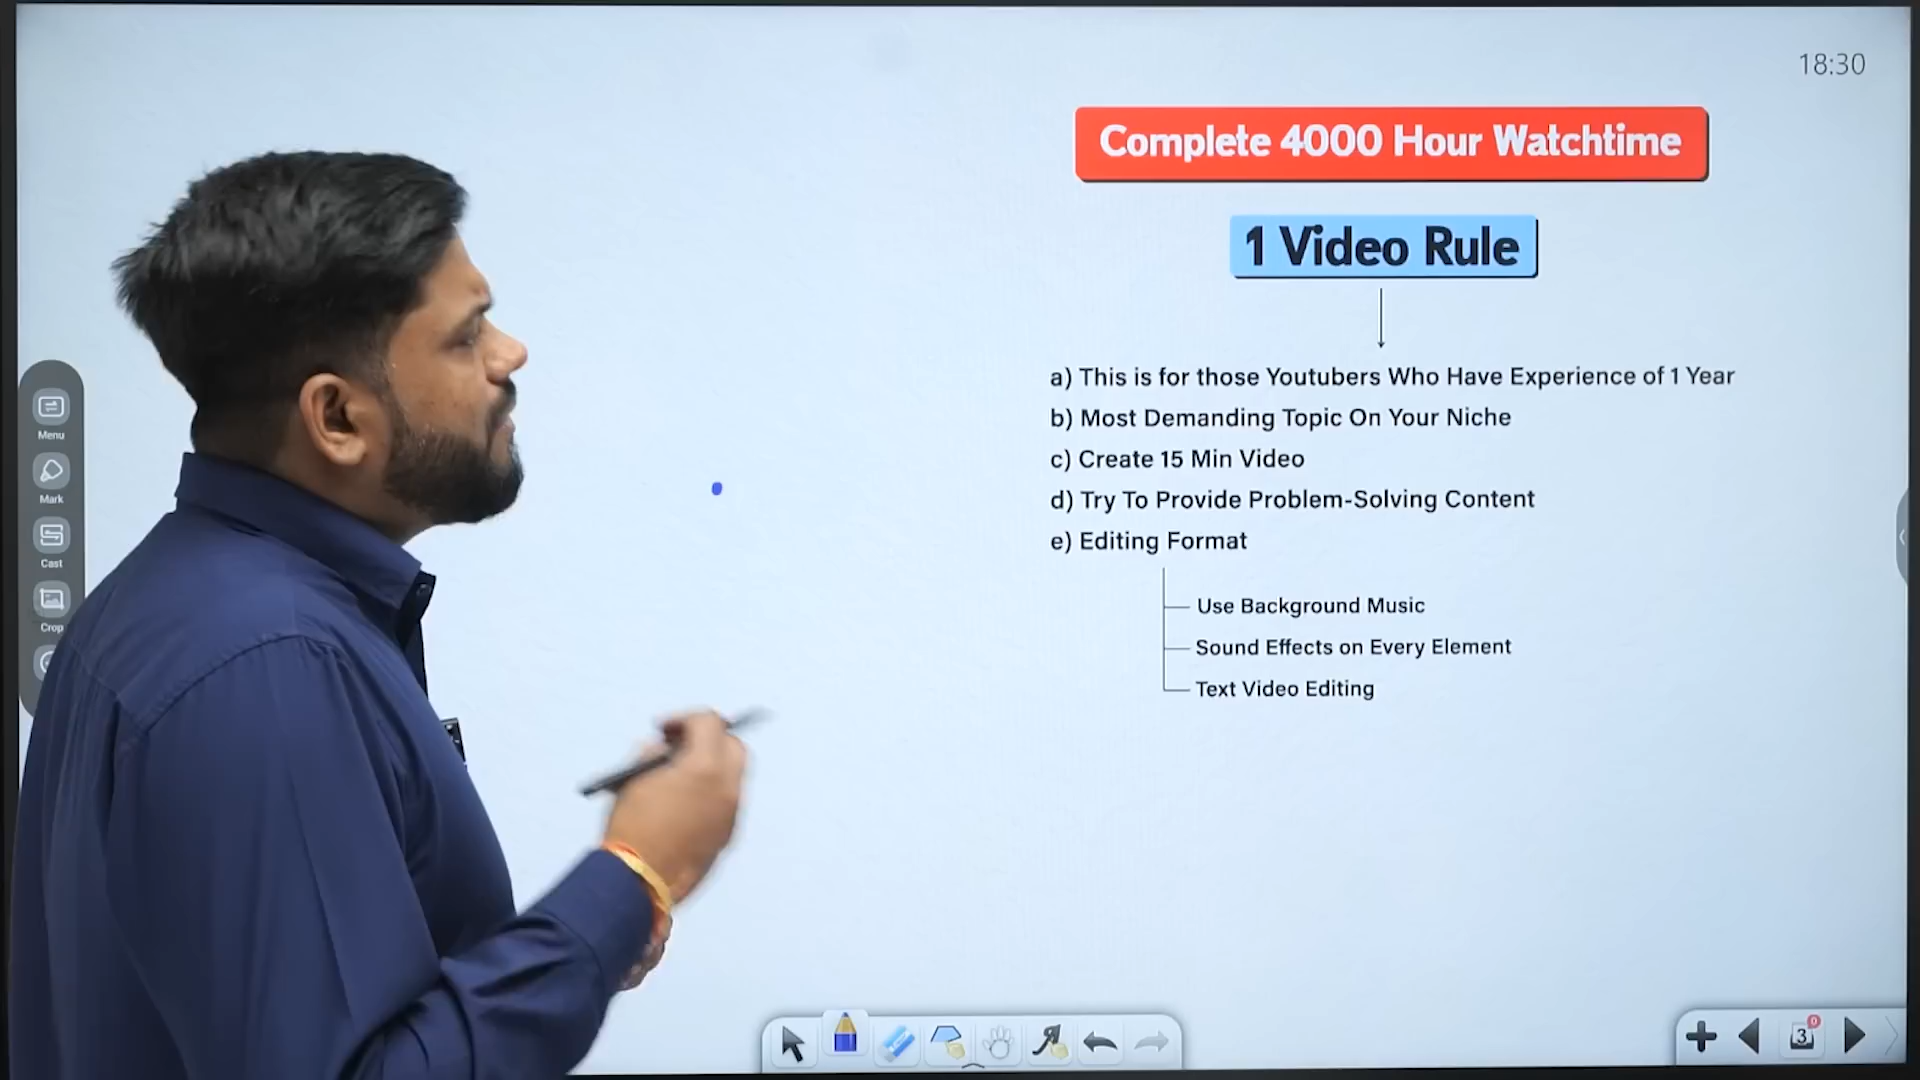 18:30
Complete 4000 Hour Watchtime
1 Video Rule
a) This is for those Youtubers Who Have Experience of 1 Year
b) Most Demanding Topic On Your Niche
c) Create 15 Min Video
d) Try To Provide Problem-Solving Content
e) Editing Format
Use Background Music
Sound Effects on Every Element
Text Video Editing
Menu
Mark
Cast
Crop
3
0